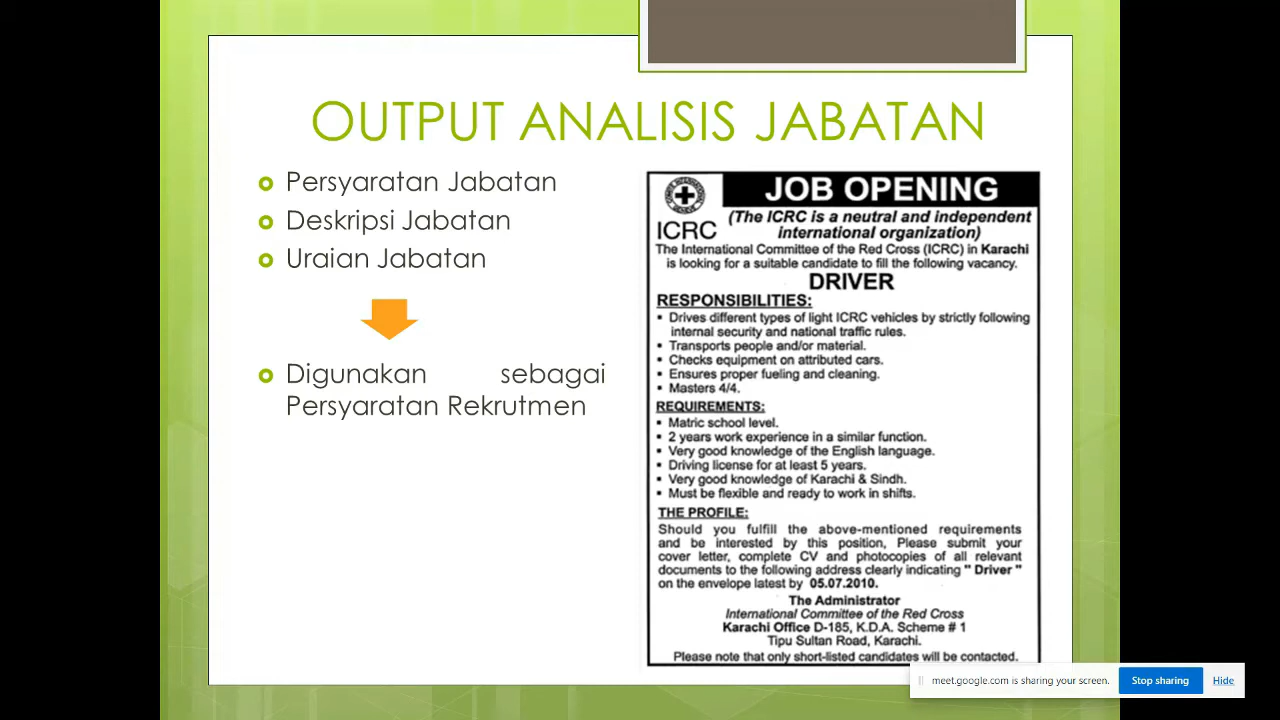 OUTPUT ANALISIS JABATAN
Persyaratan Jabatan
Deskripsi Jabatan
Uraian Jabatan
Digunakan sebagai
Persyaratan Rekrutmen
JOB OPENING
ICRC
(The ICRC is a neutral and independent
international organization)
The International Committee of the Red Cross (ICRC) in Karachi
is looking for a suitable candidate to fill the following vacancy.
DRIVER
RESPONSIBILITIES:
▪ Drives different types of light ICRC vehicles by strictly following
internal security and national traffic rules.
▪ Transports people and/or material.
▪ Checks equipment on attributed cars.
▪ Ensures proper fueling and cleaning.
▪ Masters 4/4.
REQUIREMENTS:
▪ Matric school level.
▪ 2 years work experience in a similar function.
▪ Very good knowledge of the English language.
▪ Driving license for at least 5 years.
▪ Very good knowledge of Karachi & Sindh.
▪ Must be flexible and ready to work in shifts.
THE PROFILE:
Should you fulfill the above-mentioned requirements
and be interested by this position, Please submit your
cover letter, complete CV and photocopies of all relevant
documents to the following address clearly indicating " Driver "
on the envelope latest by 05.07.2010.
The Administrator
International Committee of the Red Cross
Karachi Office D-185, K.D.A. Scheme # 1
Tipu Sultan Road, Karachi.
Please note that only short-listed candidates will be contacted.
meet.google.com is sharing your screen. Stop sharing Hide